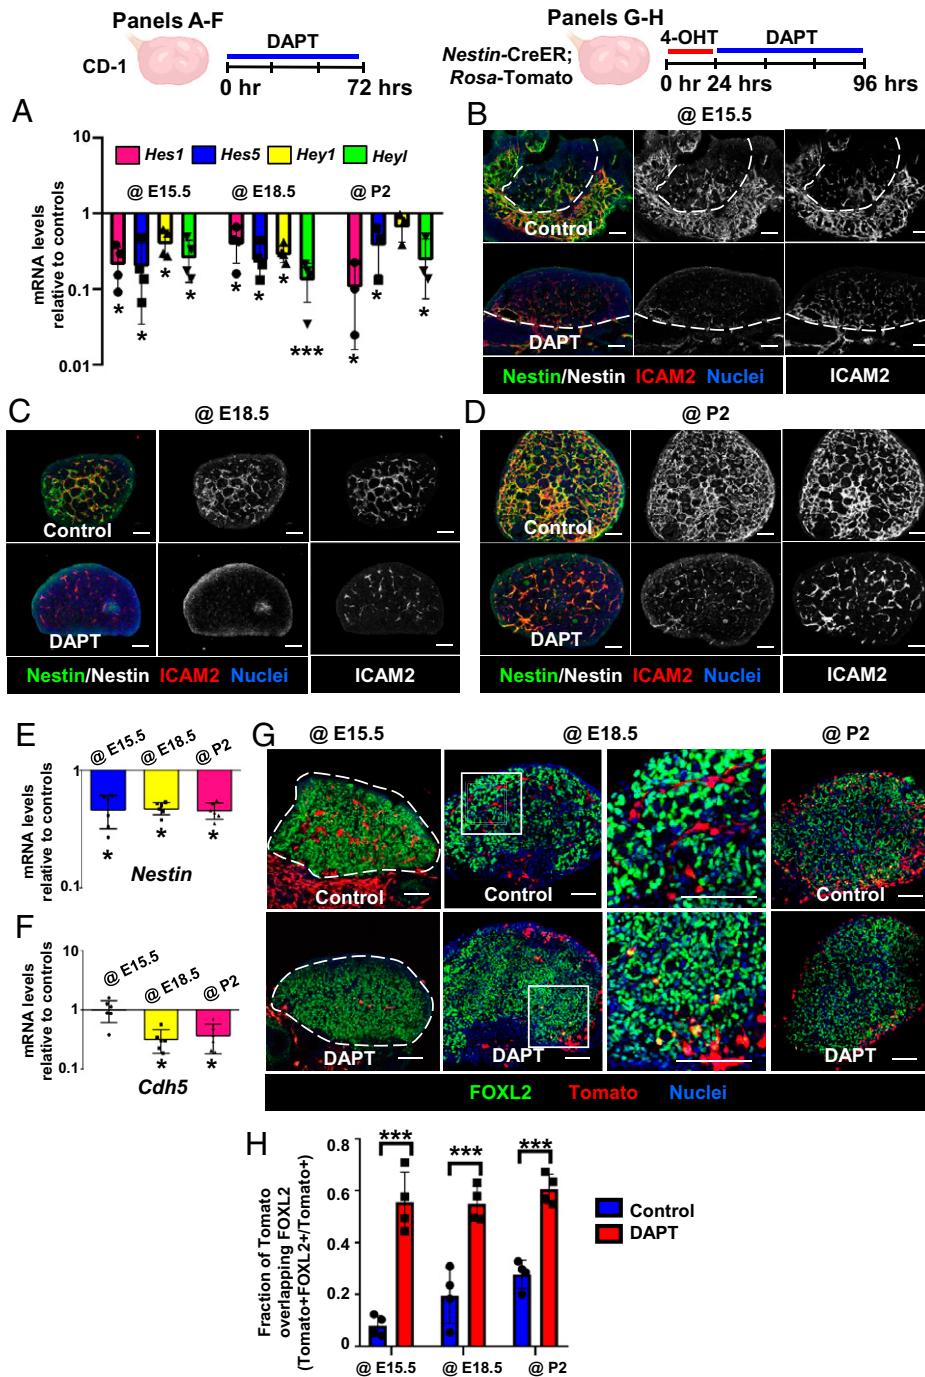 Panels A-F
DAPT
CD-1
0 hr 72 hrs
Panels G-H
4-OHT DAPT
Nestin-CreER;
Rosa-Tomato
0 hr 24 hrs 96 hrs
A
10
1
0.1
0.01
mRNA levels
relative to controls
Hes1 Hes5 Hey1 Heyl
@ E15.5 @ E18.5 @ P2
* * * * * * * *** * * *
B
@ E15.5
Control
DAPT
Nestin/Nestin ICAM2 Nuclei ICAM2
C
@ E18.5
Control
DAPT
Nestin/Nestin ICAM2 Nuclei ICAM2
D
@ P2
Control
DAPT
Nestin/Nestin ICAM2 Nuclei ICAM2
E
@ E15.5 @ E18.5 @ P2
1
0.1
mRNA levels
relative to controls
* * *
Nestin
F
10
1
0.1
mRNA levels
relative to controls
@ E15.5 @ E18.5 @ P2
* *
Cdh5
G
@ E15.5 @ E18.5 @ P2
Control Control Control
DAPT DAPT DAPT
FOXL2 Tomato Nuclei
H
0.8
0.6
0.4
0.2
0
Fraction of Tomato
overlapping FOXL2
(Tomato+FOXL2+/Tomato+)
*** *** ***
@ E15.5 @ E18.5 @ P2
Control
DAPT